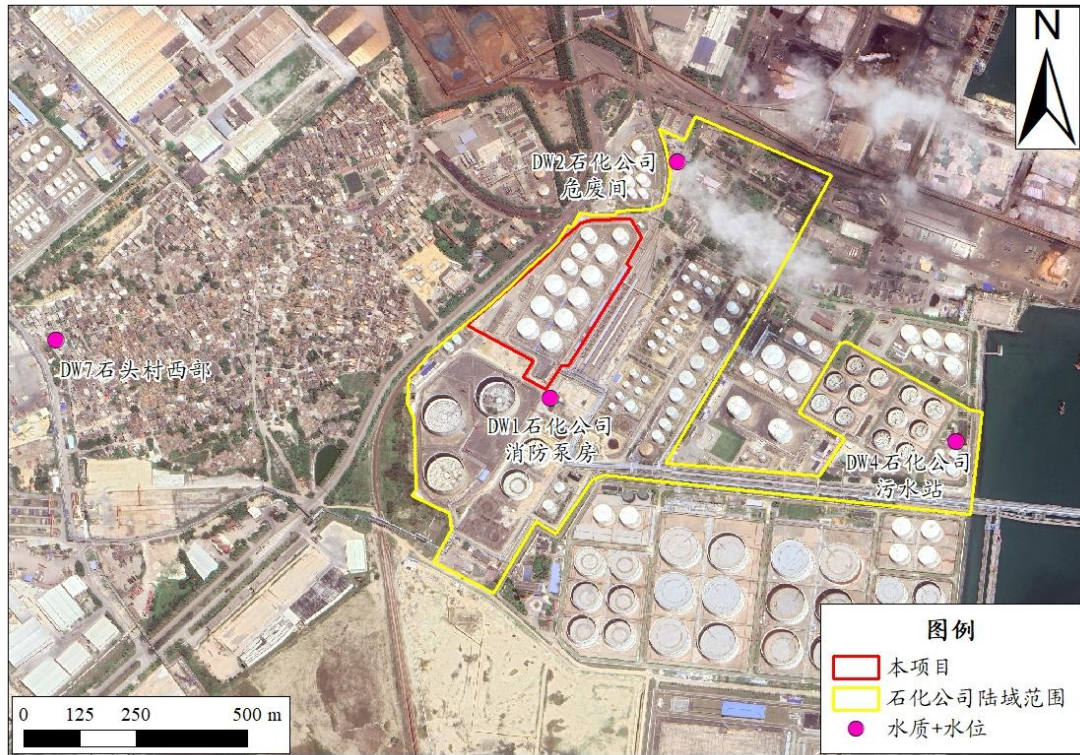 N
DW2石化公司
危废间
DW7石头村西部
DW1石化公司
消防泵房
DW4石化公司
污水站
图例
本项目
石化公司陆域范围
水质+水位
0 125 250 500 m